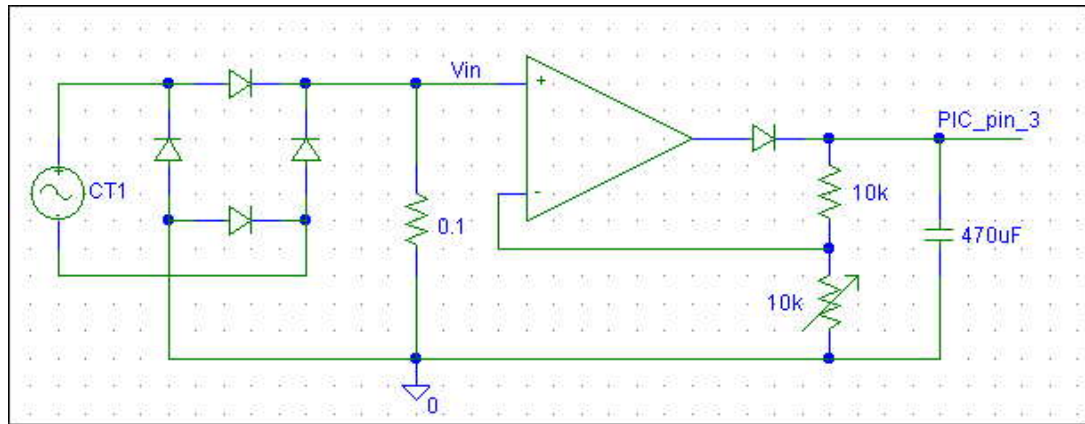 Vin
+
PIC_pin_3
+
CT1
-
-
10k
0.1
470uF
10k
0